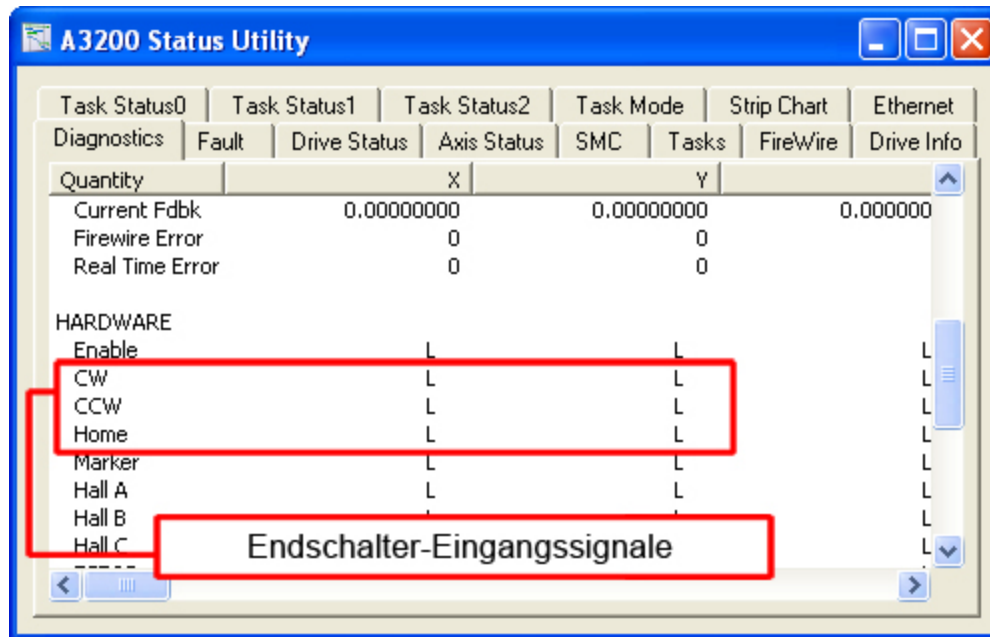 A3200 Status Utility
Task Status0 Task Status1 Task Status2 Task Mode Strip Chart Ethernet
Diagnostics Fault Drive Status Axis Status SMC Tasks FireWire Drive Info
Quantity X Y
Current Fdbk 0.00000000 0.00000000 0.000000
Firewire Error 0 0
Real Time Error 0 0
HARDWARE
Enable L L L
CW L L L
CCW L L L
Home L L L
Marker L L L
Hall A L L L
Hall B L
Hall C L
Endschalter-Eingangssignale